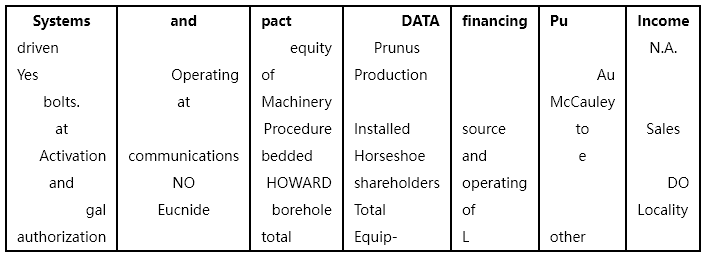 Systems and pact DATA financing Pu Income
driven equity Prunus N.A.
Yes Operating of Production Au
bolts. at Machinery McCauley
at Procedure Installed source to Sales
Activation communications bedded Horseshoe and e
and NO HOWARD shareholders operating DO
gal Eucnide borehole Total of Locality
authorization total Equip- L other